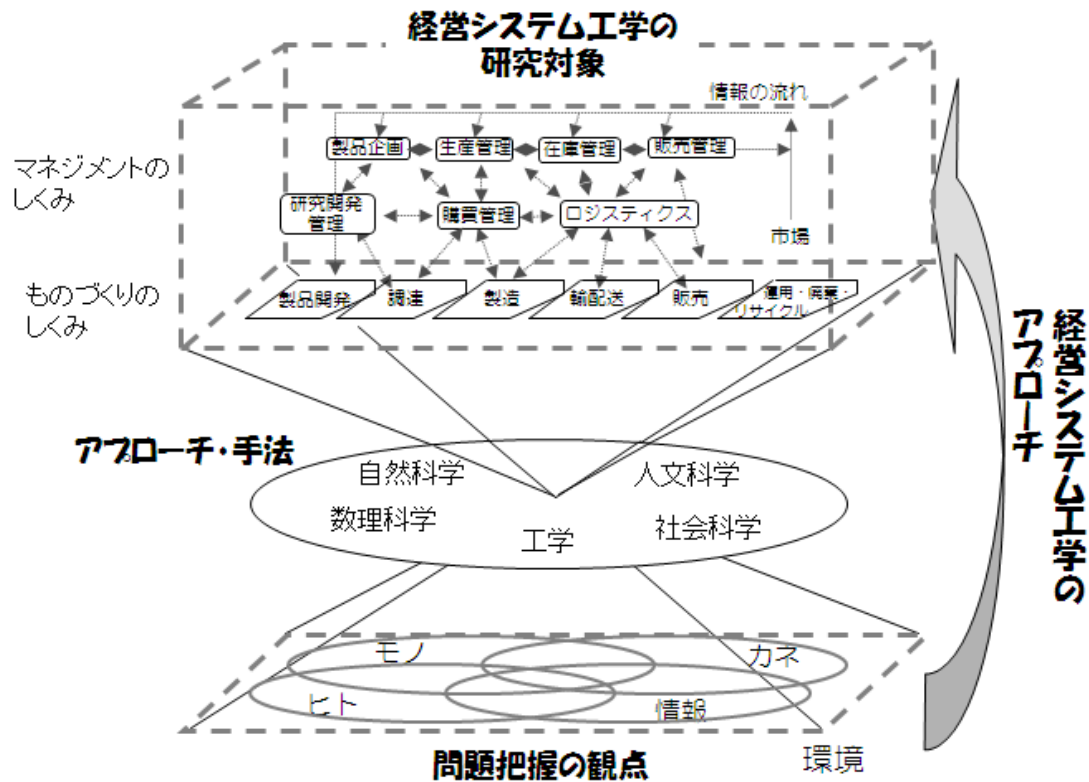 経営システム工学の
研究対象
情報の流れ
製品企画
生産管理
在庫管理
販売管理
マネジメントの
しくみ
研究開発
管理
購買管理
ロジスティクス
市場
ものづくりの
しくみ
製品開発
調達
製造
輸配送
販売
運用・廃棄・
リサイクル
経営システム工学の
アプローチ
アプローチ・手法
自然科学
人文科学
数理科学
工学
社会科学
モノ
カネ
ヒト
情報
問題把握の観点
環境